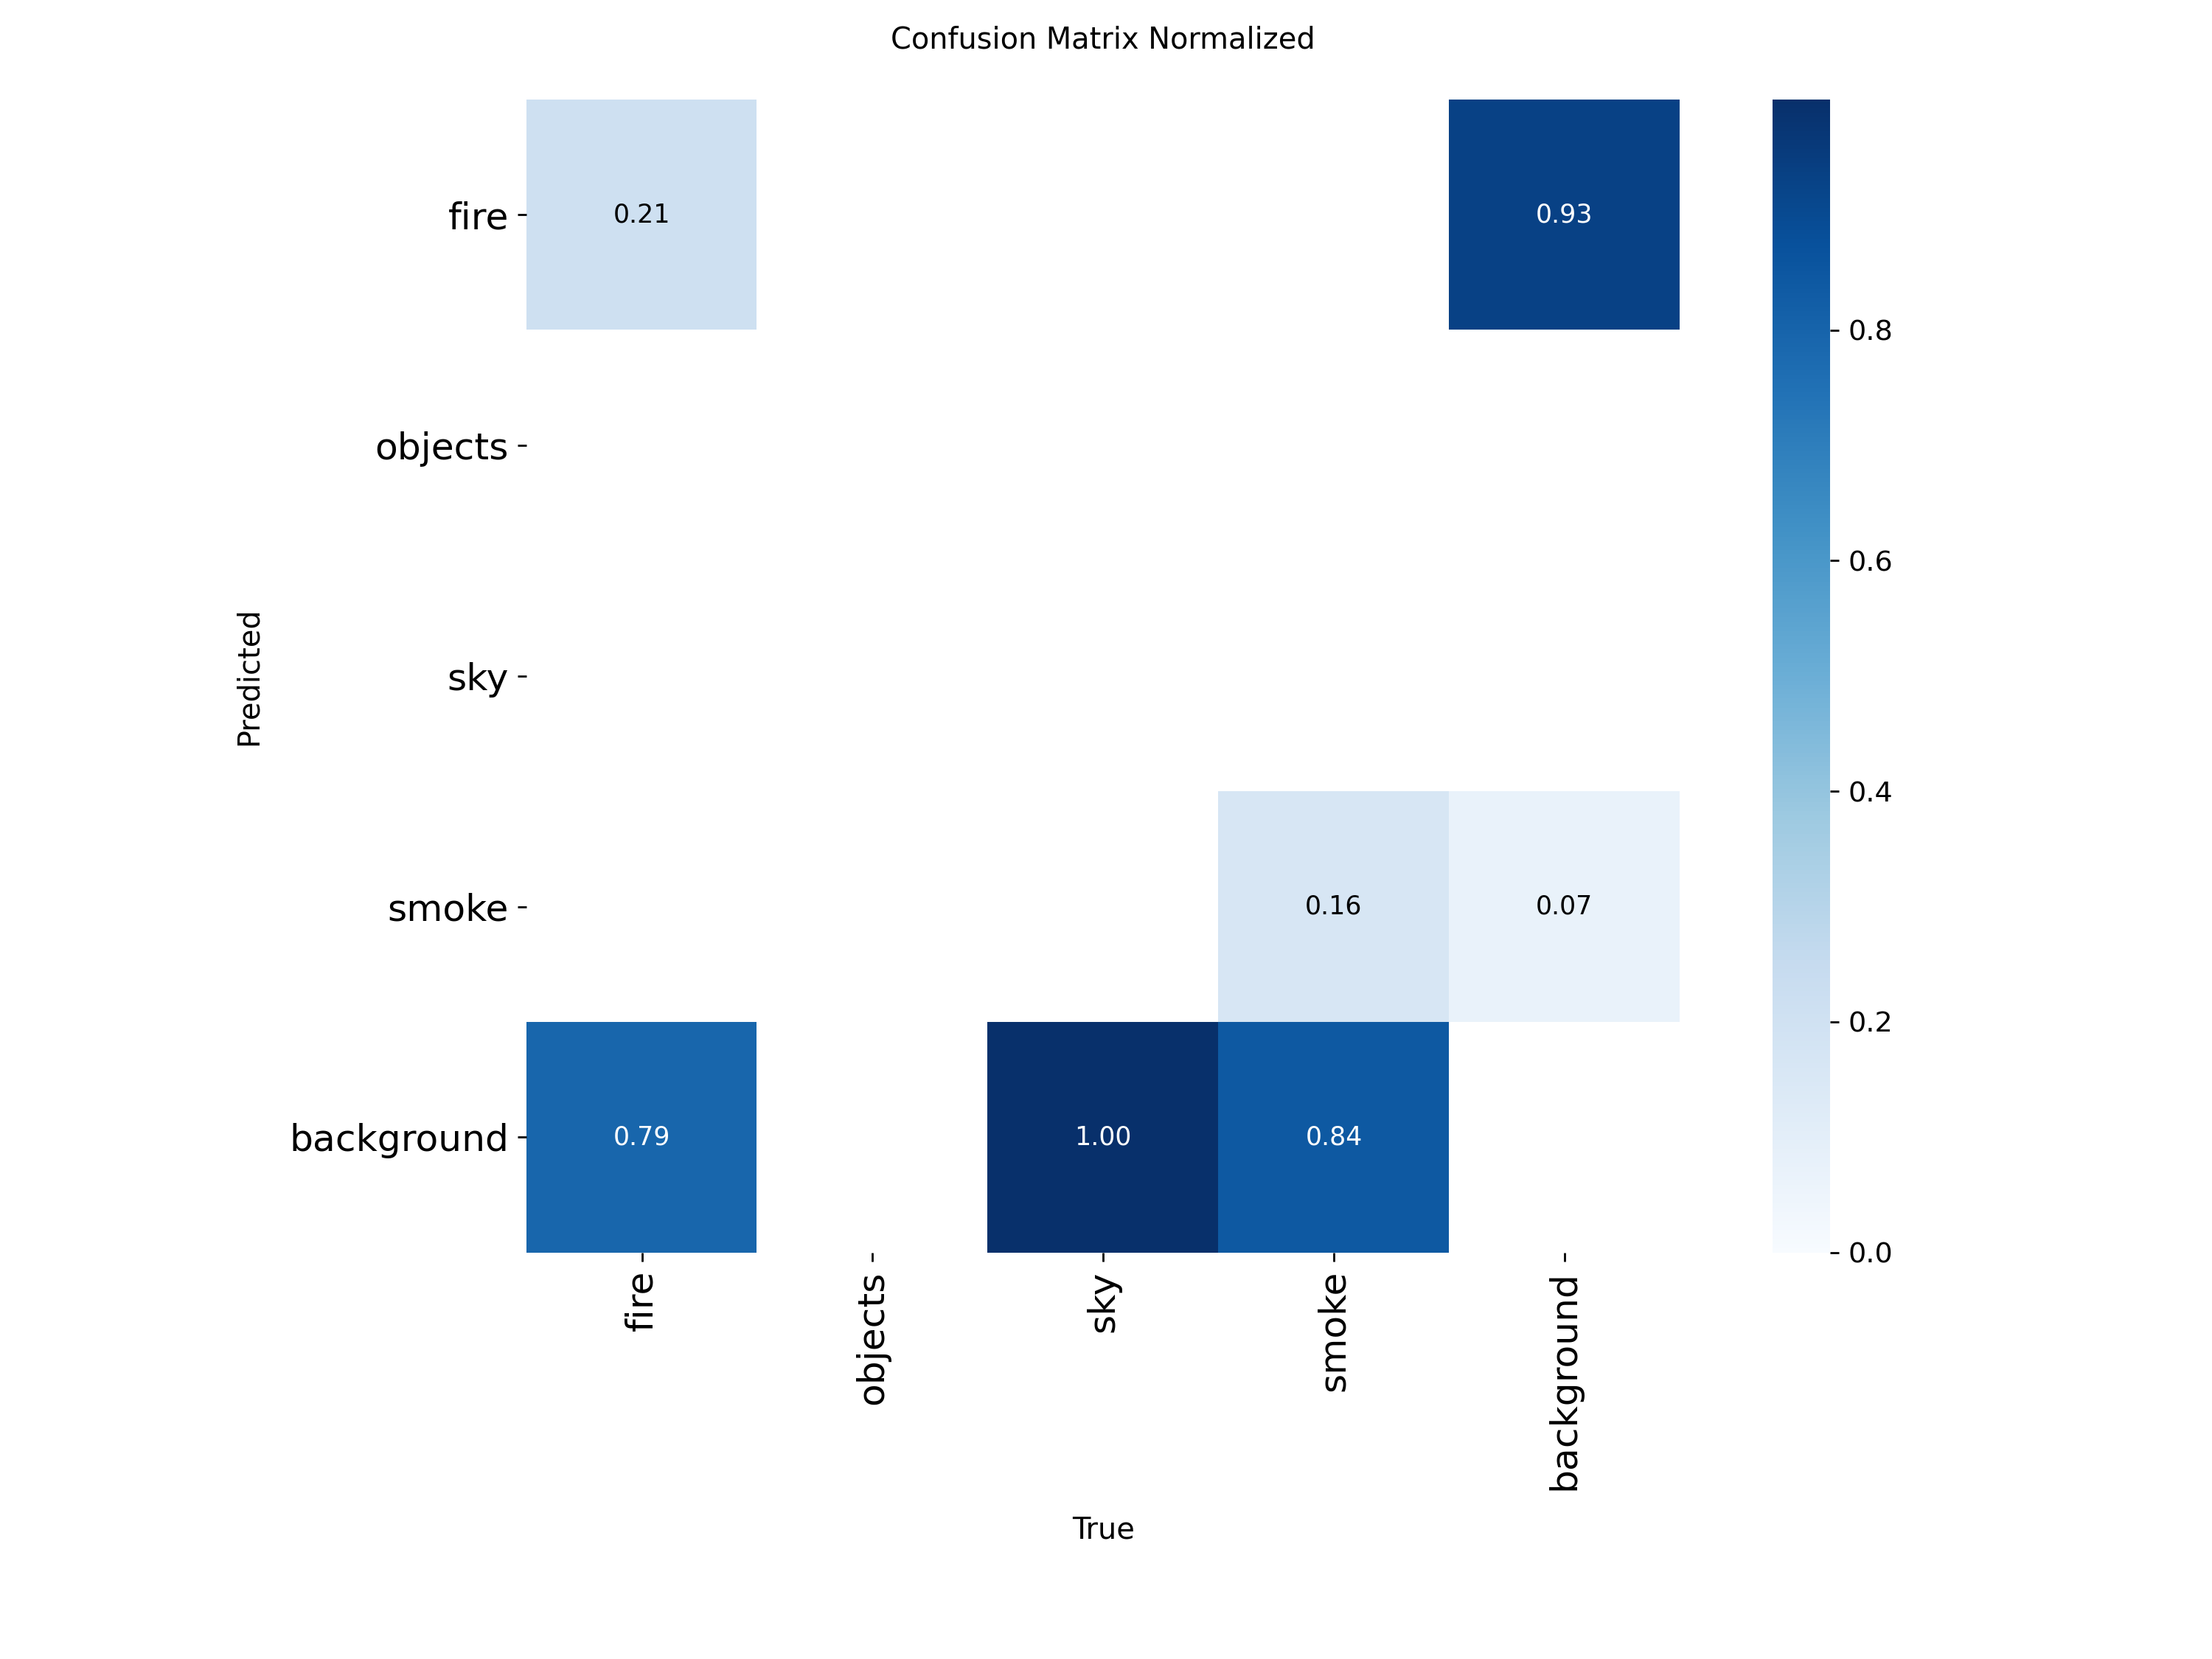 Confusion Matrix Normalized
fire
0.21
0.93
0.8
objects
0.6
Predicted
sky
0.4
smoke
0.16
0.07
0.2
background
0.79
1.00
0.84
0.0
fire
objects
sky
smoke
background
True